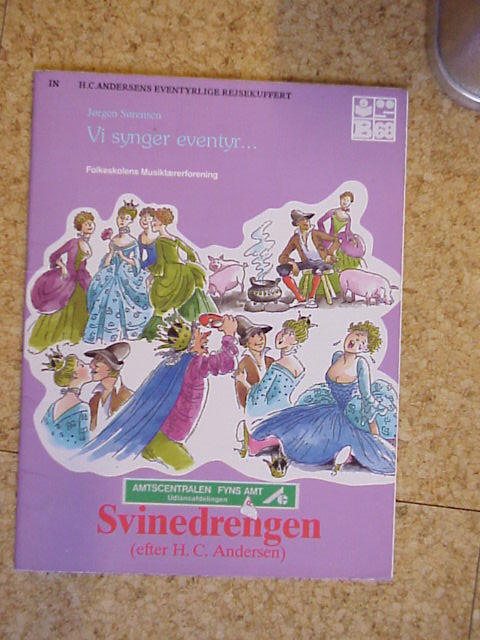 IN H.C.ANDERSENS EVENTYRLIGE REJSEKUFFERT
Jørgen Sørensen
Vi synger eventyr...
Folkeskolens Musiklærerforening
AMTSCENTRALEN FYNS AMT
Udlånsafdelingen
Svinedrengen
(efter H. C. Andersen)